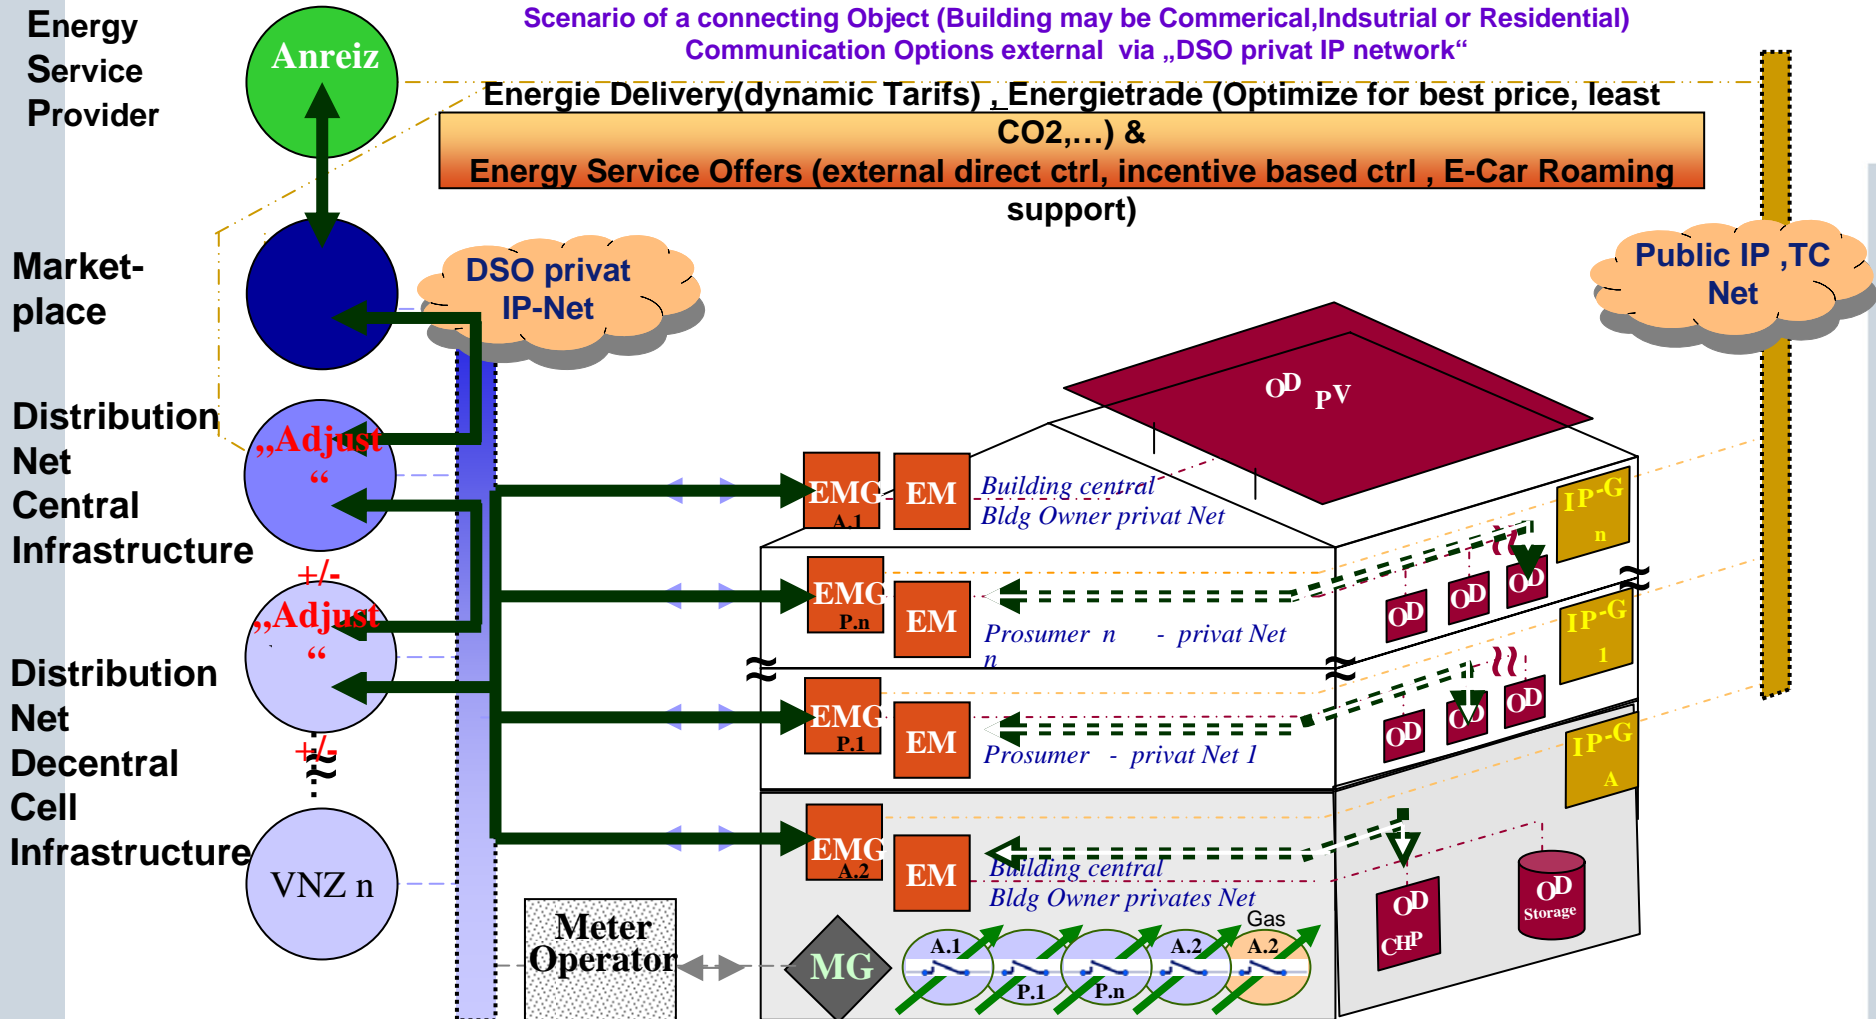 Scenario of a connecting Object (Building may be Commerical,Indsutrial or Residential)
Communication Options external via „DSO privat IP network“
Energy
Service
Provider
Anreiz
Energie Delivery(dynamic Tarifs) , Energietrade (Optimize for best price, least
CO2,...) &
Energy Service Offers (external direct ctrl, incentive based ctrl , E-Car Roaming
support)
Market-
place
DSO privat
IP-Net
Public IP ,TC
Net
OD PV
Distribution
Net
Central
Infrastructure
„Adjust
“
+/-
EMG
A.1
EM
Building central
Bldg Owner privat Net
IP-G
n
OD
OD
OD
EMG
P.n
EM
Prosumer n - privat Net
n
„Adjust
“
+/-
IP-G
1
OD
OD
OD
Distribution
Net
Decentral
Cell
Infrastructure
EMG
P.1
EM
Prosumer - privat Net 1
IP-G
A
EMG
A.2
EM
Building central
Bldg Owner privates Net
OD
CHP
OD
Storage
VNZ n
Meter
Operator
MG
Gas
A.1
P.1
P.n
A.2
A.2